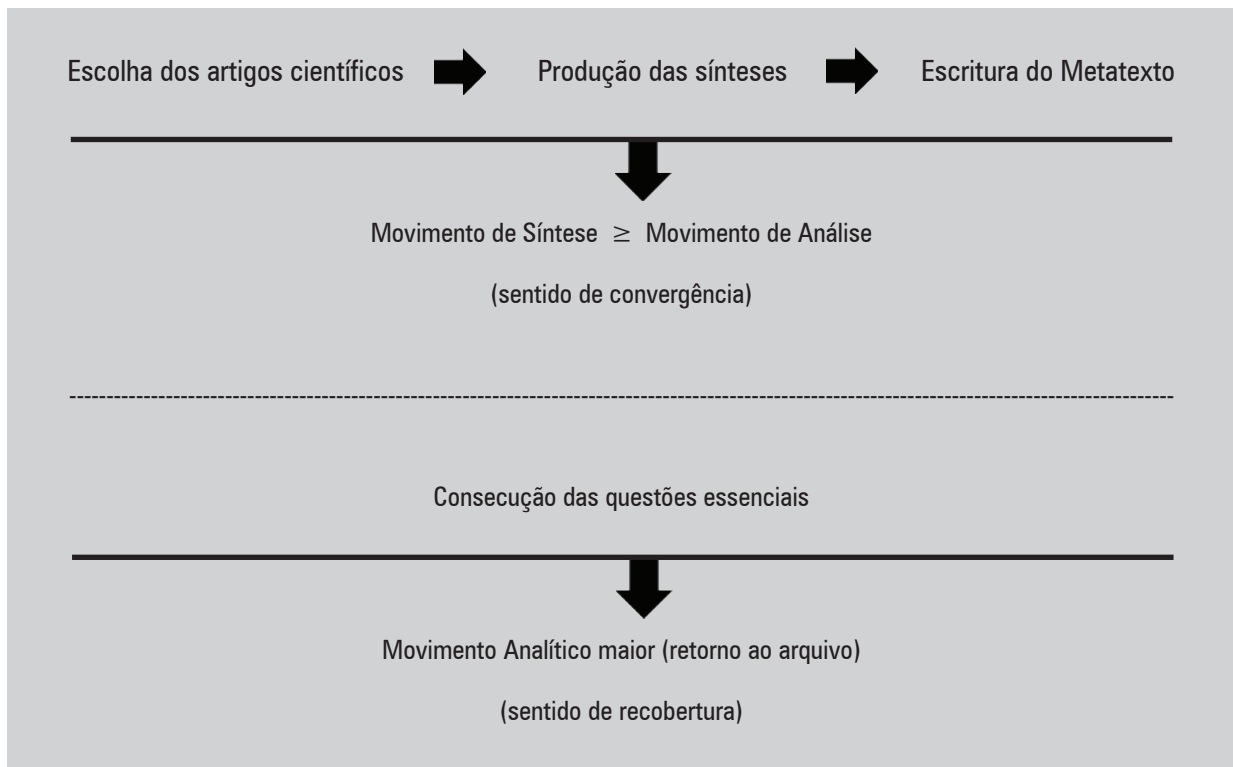 Escolha dos artigos científicos Produção das sínteses Escritura do Metatexto
Movimento de Síntese ≥ Movimento de Análise
(sentido de convergência)
Consecução das questões essenciais
Movimento Analítico maior (retorno ao arquivo)
(sentido de recobertura)